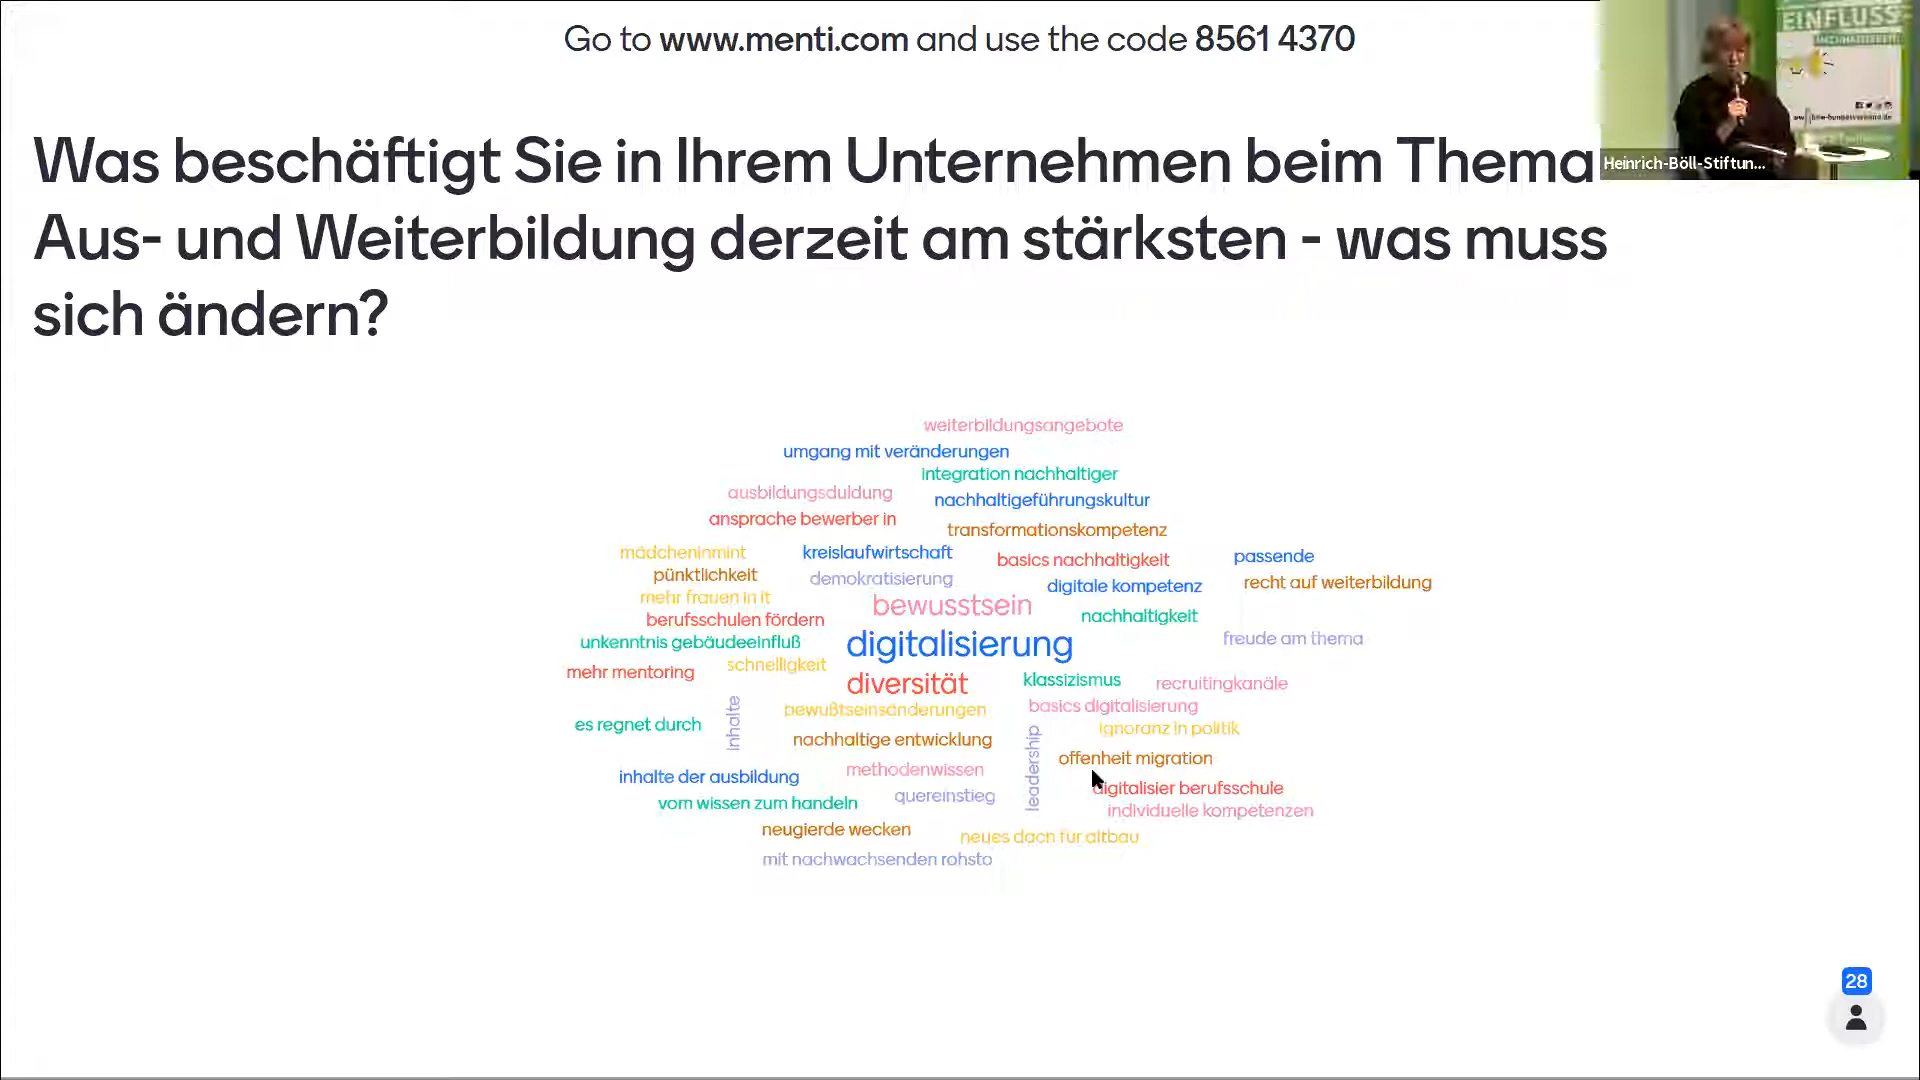 Go to www.menti.com and use the code 8561 4370
EINFLUSS
Heinrich-Böll-Stiftun...
Was beschäftigt Sie in Ihrem Unternehmen beim Thema
Aus- und Weiterbildung derzeit am stärksten - was muss
sich ändern?
weiterbildungsangebote
umgang mit veränderungen
integration nachhaltiger
ausbildungsduldung
nachhaltigeführungskultur
ansprache bewerber in
transformationskompetenz
mädcheninmint
kreislaufwirtschaft
basics nachhaltigkeit
passende
pünktlichkeit
demokratisierung
digitale kompetenz
recht auf weiterbildung
mehr frauen in it
bewusstsein
nachhaltigkeit
berufsschulen fördern
unkenntnis gebäudeeinfluß
digitalisierung
freude am thema
mehr mentoring
schnelligkeit
diversität
klassizismus
recruitingkanäle
bewußtseinsänderungen
basics digitalisierung
es regnet durch
inhalte
ignoranz in politik
nachhaltige entwicklung
leadership
offenheit migration
inhalte der ausbildung
methodenwissen
digitalisier berufsschule
vom wissen zum handeln
quereinstieg
individuelle kompetenzen
neugierde wecken
neues dach für altbau
mit nachwachsenden rohsto
28